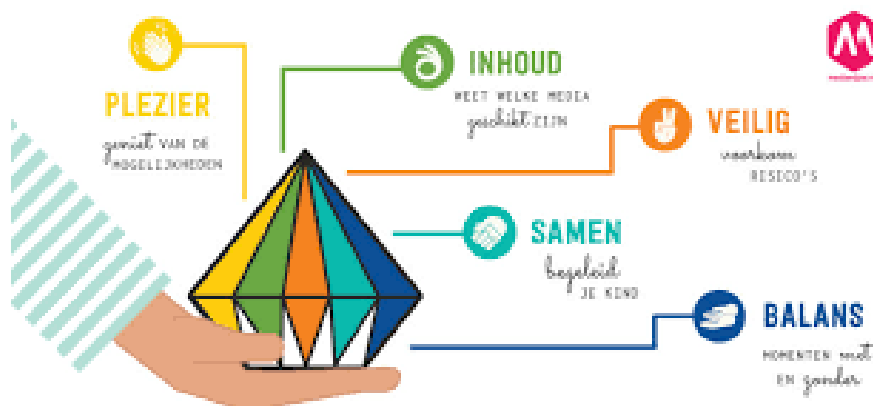 PLEZIER
geniet VAN DE
MOGELIJKHEDEN
INHOUD
WEET WELKE MEDIA
geschikt ZIJN
VEILIG
voorkom
RISICO'S
SAMEN
begeleid
JE KIND
BALANS
MOMENTEN met
EN zonder